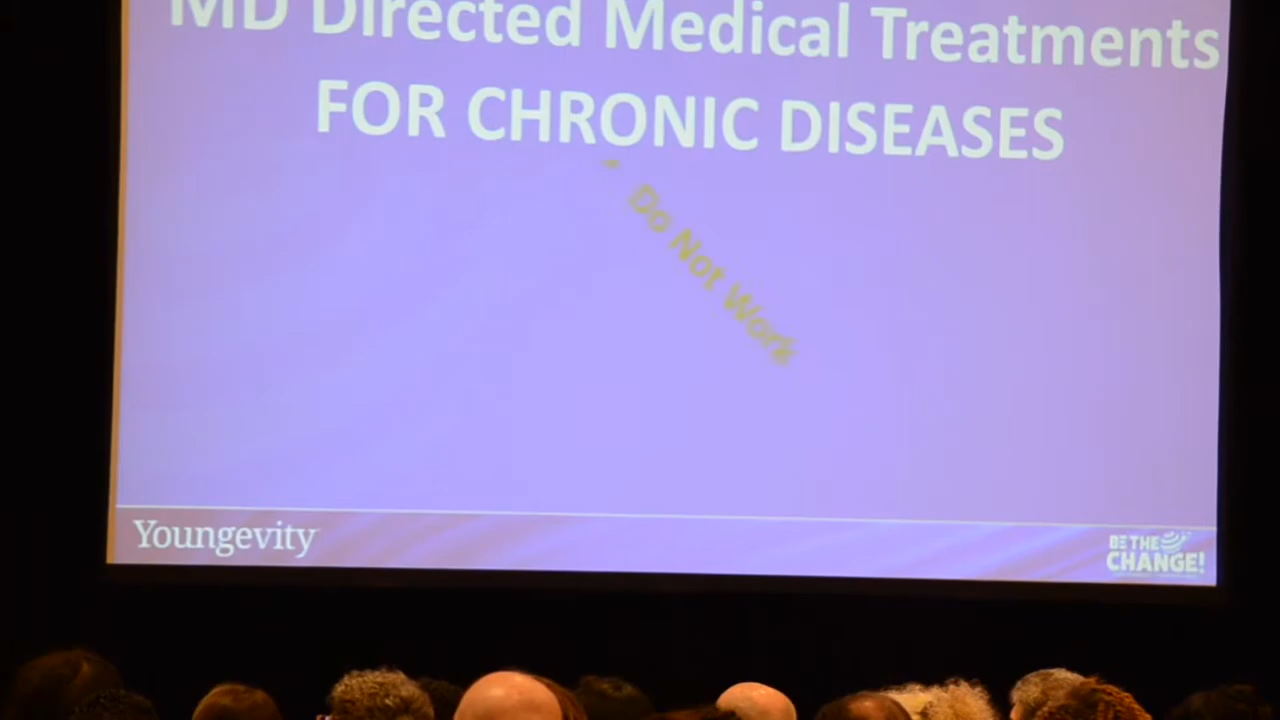 MD Directed Medical Treatments
FOR CHRONIC DISEASES
Do Not Work
Youngevity
BE THE
CHANGE!